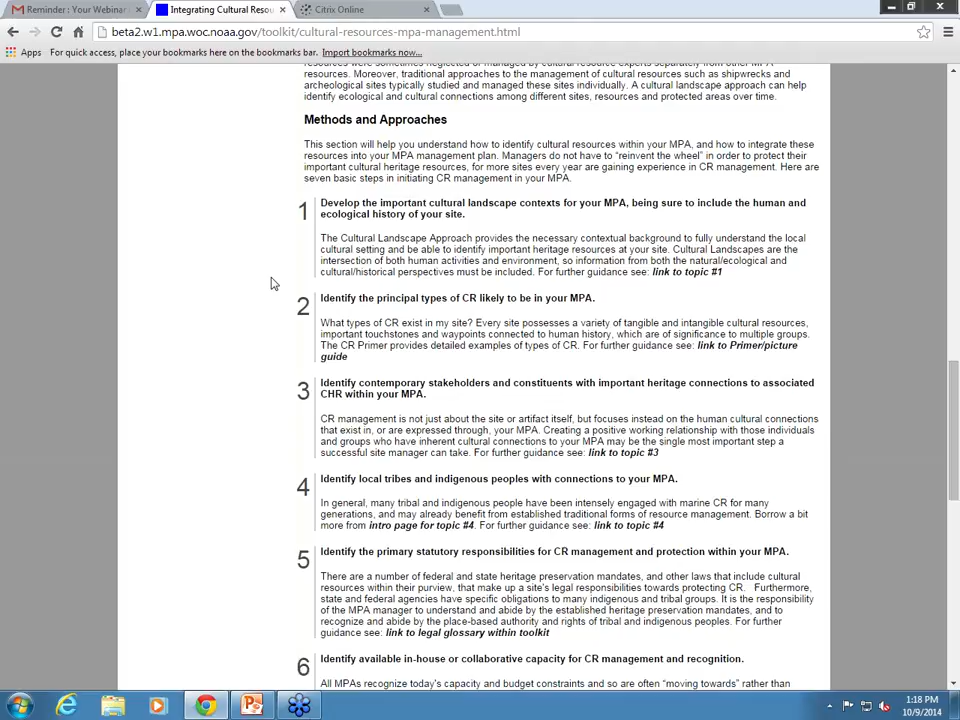 Reminder : Your Webinar
Integrating Cultural Resou
Citrix Online
beta2.w1.mpa.woc.noaa.gov/toolkit/cultural-resources-mpa-management.html
Apps For quick access, place your bookmarks here on the bookmarks bar. Import bookmarks now...
resources were sometimes neglected or managed by cultural resource experts separately from other MPA
resources. Moreover, traditional approaches to the management of cultural resources such as shipwrecks and
archeological sites typically studied and managed these sites individually. A cultural landscape approach can help
identify ecological and cultural connections among different sites, resources and protected areas over time.
Methods and Approaches
This section will help you understand how to identify cultural resources within your MPA, and how to integrate these
resources into your MPA management plan. Managers do not have to “reinvent the wheel” in order to protect their
important cultural heritage resources, for more sites every year are gaining experience in CR management. Here are
seven basic steps in initiating CR management in your MPA.
1
Develop the important cultural landscape contexts for your MPA, being sure to include the human and
ecological history of your site.
The Cultural Landscape Approach provides the necessary contextual background to fully understand the local
cultural setting and be able to identify important heritage resources at your site. Cultural Landscapes are the
intersection of both human activities and environment, so information from both the natural/ecological and
cultural/historical perspectives must be included. For further guidance see: link to topic #1
2
Identify the principal types of CR likely to be in your MPA.
What types of CR exist in my site? Every site possesses a variety of tangible and intangible cultural resources,
important touchstones and waypoints connected to human history, which are of significance to multiple groups.
The CR Primer provides detailed examples of types of CR. For further guidance see: link to Primer/picture
guide
3
Identify contemporary stakeholders and constituents with important heritage connections to associated
CHR within your MPA.
CR management is not just about the site or artifact itself, but focuses instead on the human cultural connections
that exist in, or are expressed through, your MPA. Creating a positive working relationship with those individuals
and groups who have inherent cultural connections to your MPA may be the single most important step a
successful site manager can take. For further guidance see: link to topic #3
4
Identify local tribes and indigenous peoples with connections to your MPA.
In general, many tribal and indigenous people have been intensely engaged with marine CR for many
generations, and may already benefit from established traditional forms of resource management. Borrow a bit
more from intro page for topic #4. For further guidance see: link to topic #4
5
Identify the primary statutory responsibilities for CR management and protection within your MPA.
There are a number of federal and state heritage preservation mandates, and other laws that include cultural
resources within their purview, that make up a site's legal responsibilities towards protecting CR. Furthermore,
state and federal agencies have specific obligations to many indigenous and tribal groups. It is the responsibility
of the MPA manager to understand and abide by the established heritage preservation mandates, and to
recognize and abide by the place-based authority and rights of tribal and indigenous peoples. For further
guidance see: link to legal glossary within toolkit
6
Identify available in-house or collaborative capacity for CR management and recognition.
All MPAs recognize today's capacity and budget constraints and so are often “moving towards” rather than
1:18 PM
10/9/2014